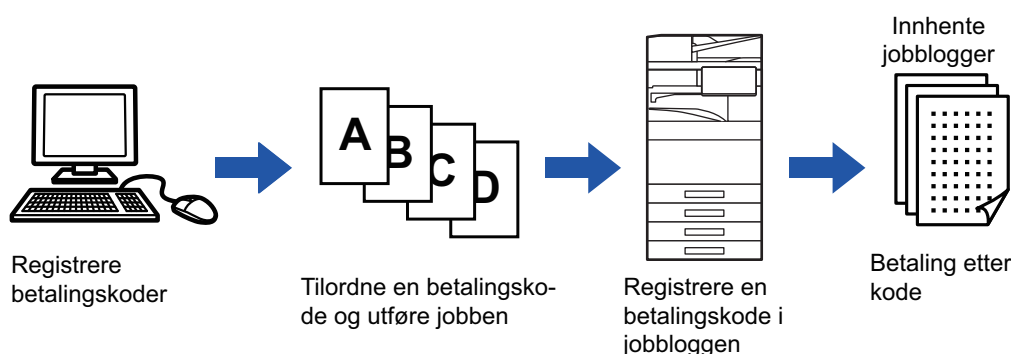 Innhente
jobblogger
A
B
C
D
Registrere
betalingskoder
Tilordne en betalingsko-
de og utføre jobben
Registrere en
betalingskode i
jobbloggen
Betaling etter
kode